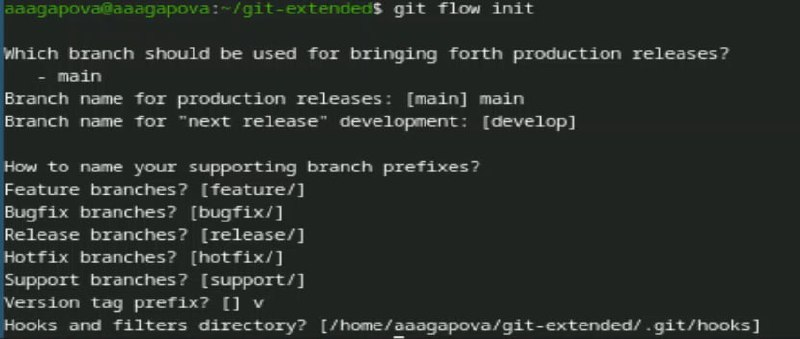 aaagapova@aaagapova:~/git-extended$ git flow init
Which branch should be used for bringing forth production releases?
- main
Branch name for production releases: [main] main
Branch name for "next release" development: [develop]
How to name your supporting branch prefixes?
Feature branches? [feature/]
Bugfix branches? [bugfix/]
Release branches? [release/]
Hotfix branches? [hotfix/]
Support branches? [support/]
Version tag prefix? [] v
Hooks and filters directory? [/home/aaagapova/git-extended/.git/hooks]